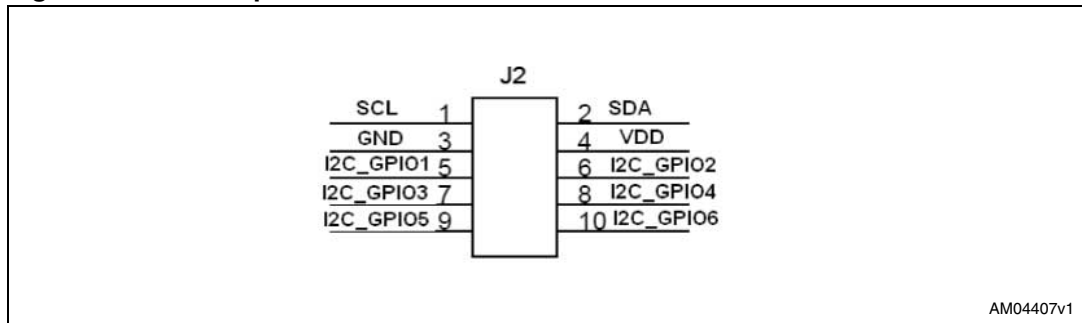 J2
SCL 1 2 SDA
GND 3 4 VDD
I2C_GPIO1 5 6 I2C_GPIO2
I2C_GPIO3 7 8 I2C_GPIO4
I2C_GPIO5 9 10 I2C_GPIO6
AM04407v1